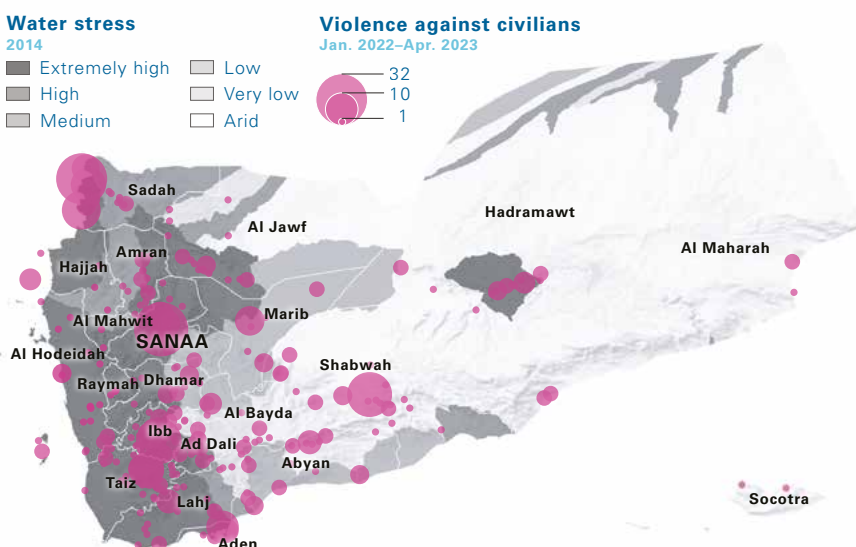 Water stress
2014
Extremely high
High
Medium
Low
Very low
Arid
Violence against civilians
Jan. 2022–Apr. 2023
32
10
1
Sadah
Al Jawf
Hadramawt
Al Maharah
Amran
Hajjah
Marib
Al Mahwit
SANAA
Al Hodeidah
Shabwah
Raymah
Dhamar
Al Bayda
Ibb
Ad Dali
Abyan
Taiz
Lahj
Socotra
Aden